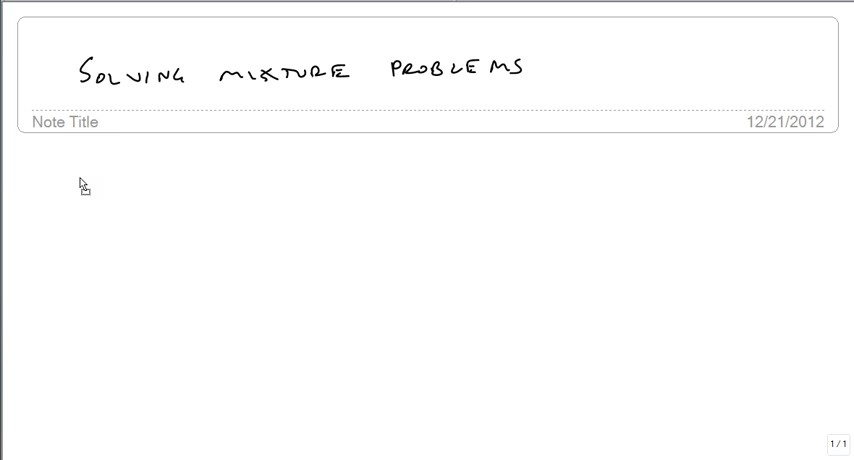 SOLVING MIXTURE PROBLEMS
Note Title
12/21/2012
1 / 1